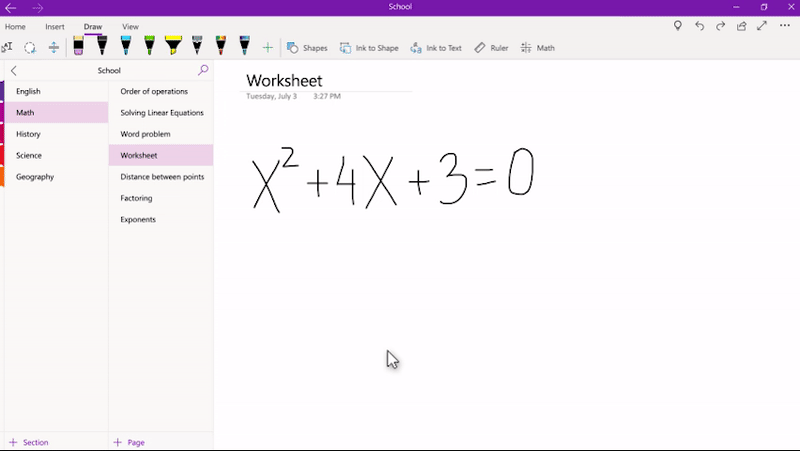 School
Home Insert Draw View
Shapes Ink to Shape Ink to Text Ruler Math
School
English
Math
History
Science
Geography
Order of operations
Solving Linear Equations
Word problem
Worksheet
Distance between points
Factoring
Exponents
+ Section
+ Page
Worksheet
Tuesday, July 3 3:27 PM
x² + 4x + 3 = 0